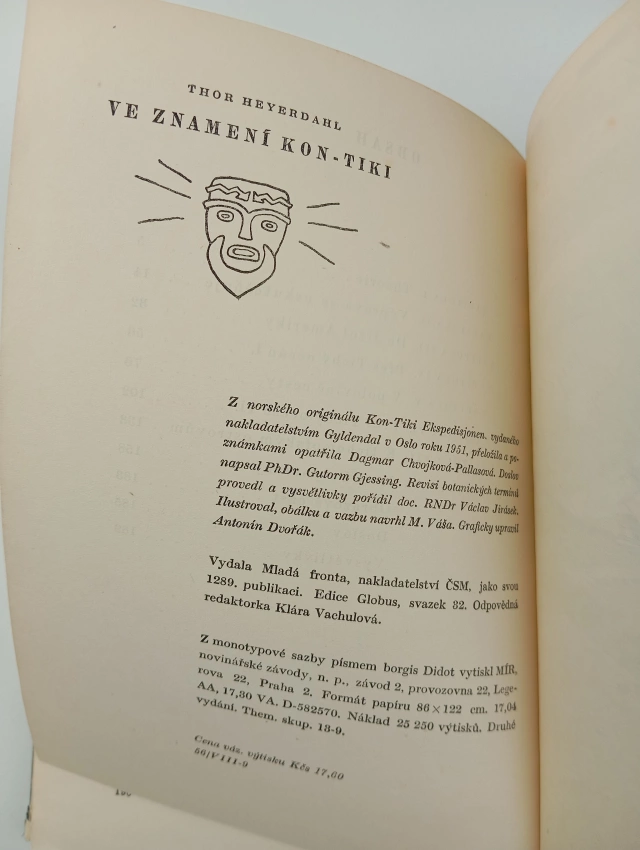 THOR HEYERDAHL
VE ZNAMENÍ KON-TIKI
Z norského originálu Kon-Tiki Ekspedisjonen, vydaného
nakladatelstvím Gyldendal v Oslo roku 1951, přeložila a po-
známkami opatřila Dagmar Chvojková-Pallasová. Doslov
napsal PhDr. Gutorm Gjessing. Revisi botanických termínů
provedl a vysvětlivky pořídil doc. RNDr Václav Jirásek.
Ilustroval, obálku a vazbu navrhl M. Váša. Graficky upravil
Antonín Dvořák.
Vydala Mladá fronta, nakladatelství ČSM, jako svou
1289. publikaci. Edice Globus, svazek 32. Odpovědná
redaktorka Klára Vachulová.
Z monotypové sazby písmem borgis Didot vytiskl MÍR,
novinářské závody, n. p., závod 2, provozovna 22, Lege-
rova 22, Praha 2. Formát papíru 86 × 122 cm. 17,04
AA, 17,30 VA. D-582570. Náklad 25 250 výtisků. Druhé
vydání. Them. skup. 13-9.
Cena váz. výtisku Kčs 17,60
56/V III-9